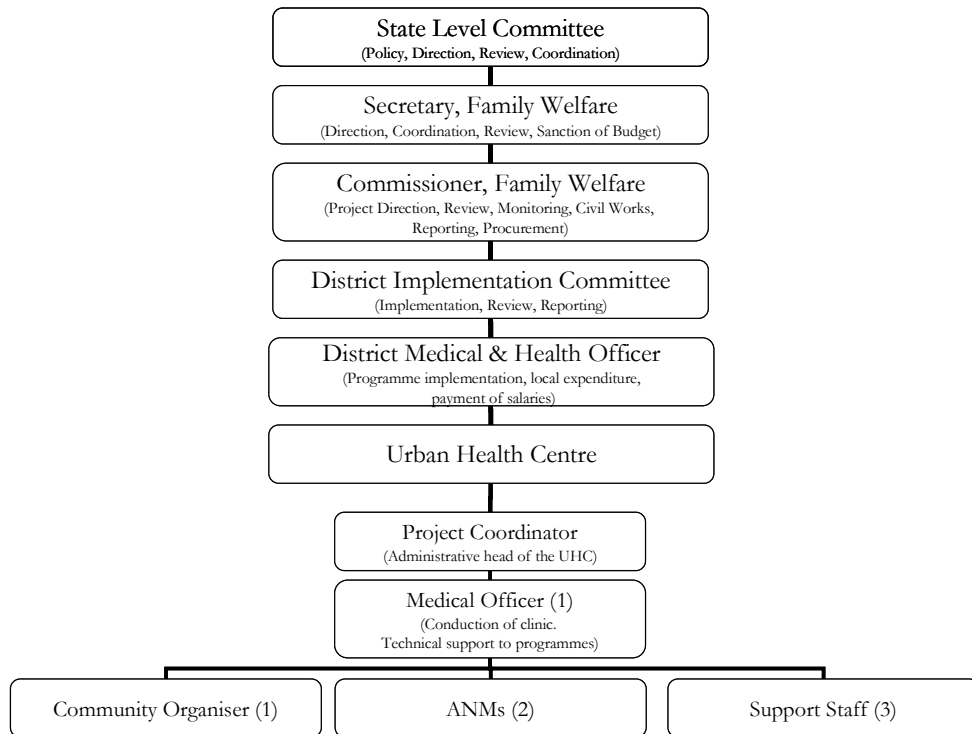 State Level Committee
(Policy, Direction, Review, Coordination)
Secretary, Family Welfare
(Direction, Coordination, Review, Sanction of Budget)
Commissioner, Family Welfare
(Project Direction, Review, Monitoring, Civil Works,
Reporting, Procurement)
District Implementation Committee
(Implementation, Review, Reporting)
District Medical & Health Officer
(Programme implementation, local expenditure,
payment of salaries)
Urban Health Centre
Project Coordinator
(Administrative head of the UHC)
Medical Officer (1)
(Conduction of clinic.
Technical support to programmes)
Community Organiser (1)
ANMs (2)
Support Staff (3)